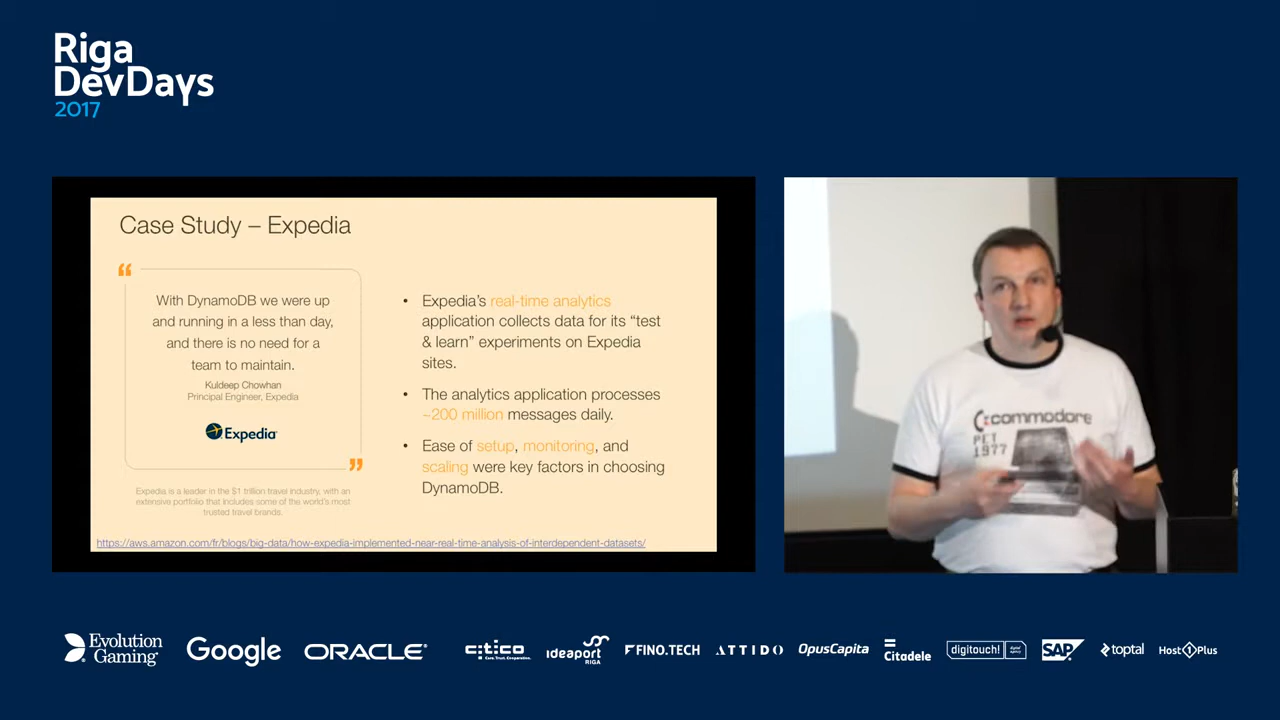 Riga
DevDays
2017
Case Study – Expedia
“
With DynamoDB we were up
and running in a less than day,
and there is no need for a
team to maintain.
Kuldeep Chowhan
Principal Engineer, Expedia
Expedia
”
Expedia is a leader in the $1 trillion travel industry, with an
extensive portfolio that includes some of the world's most
trusted travel brands.
• Expedia's real-time analytics
application collects data for its “test
& learn” experiments on Expedia
sites.
• The analytics application processes
~200 million messages daily.
• Ease of setup, monitoring, and
scaling were key factors in choosing
DynamoDB.
https://aws.amazon.com/fr/blogs/big-data/how-expedia-implemented-near-real-time-analysis-of-interdependent-datasets/
commodore
PET
1977
Evolution
Gaming
Google
ORACLE
citico
Care. Trust. Cooperation.
ideaport
RIGA
FINO.TECH
ATTIDO
OpusCapita
Citadele
digitouch!
SAP
toptal
Host1Plus